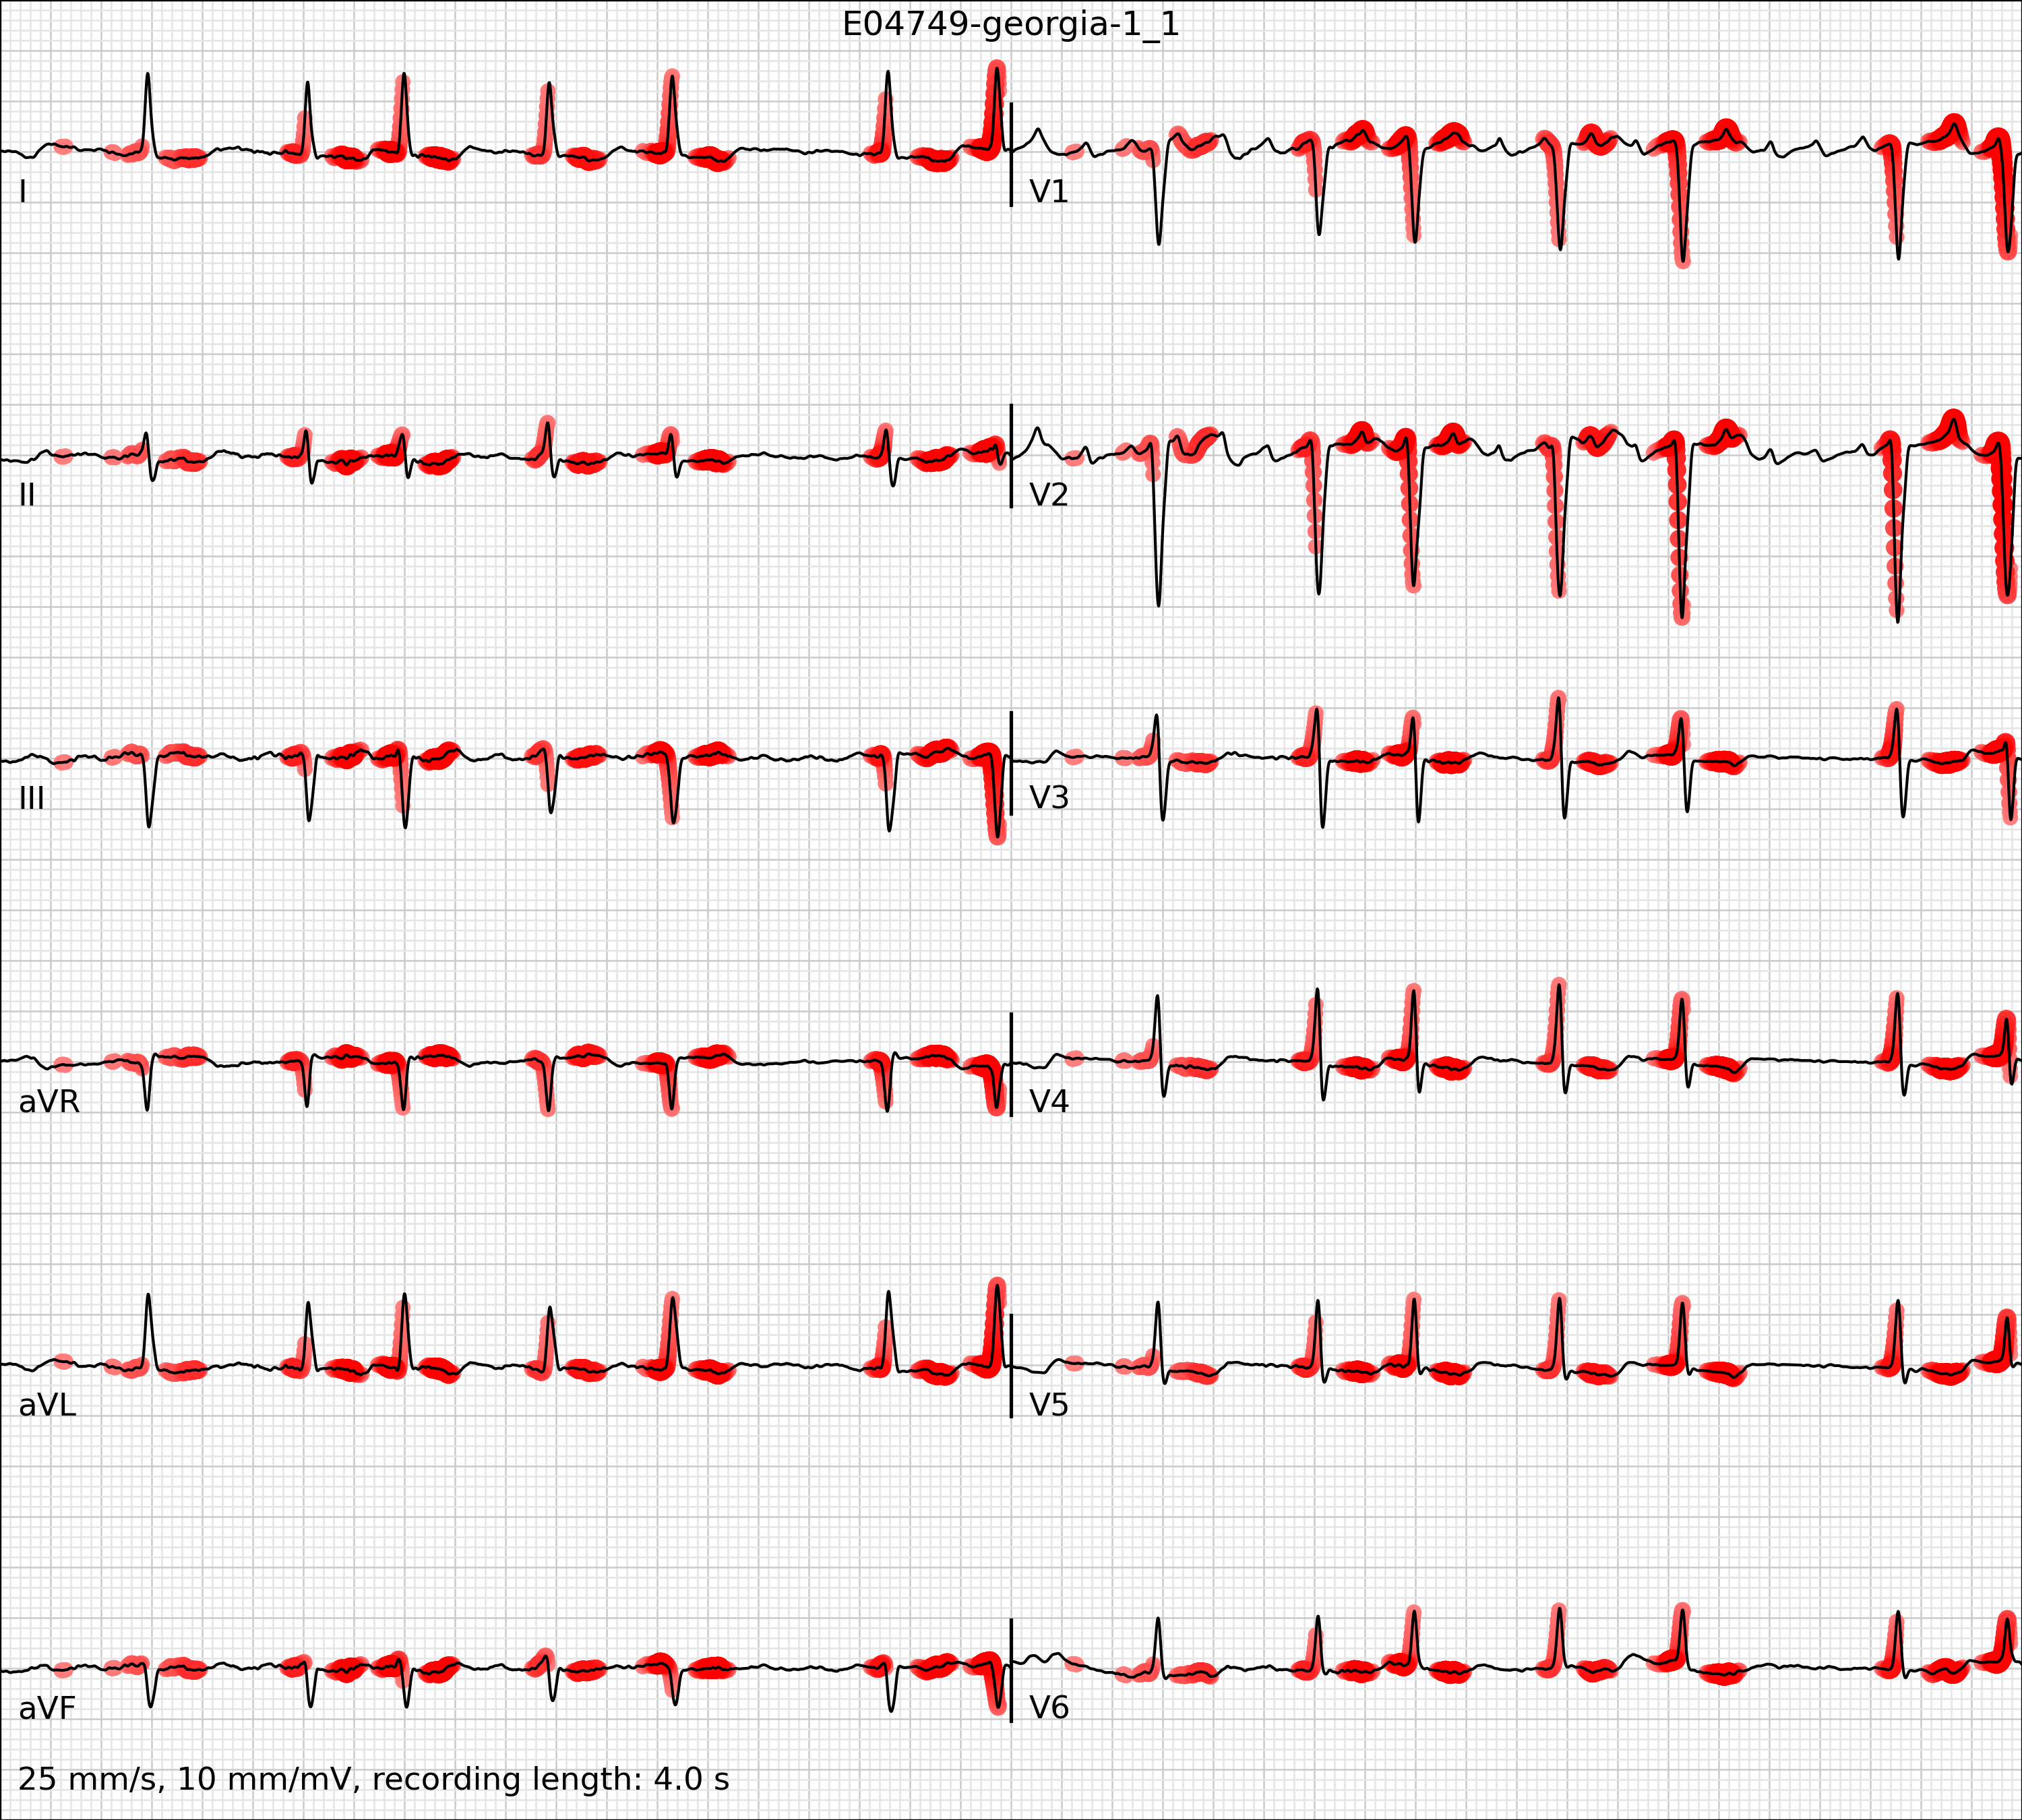 E04749-georgia-1_1
I
V1
II
V2
III
V3
aVR
V4
aVL
V5
aVF
V6
25 mm/s, 10 mm/mV, recording length: 4.0 s